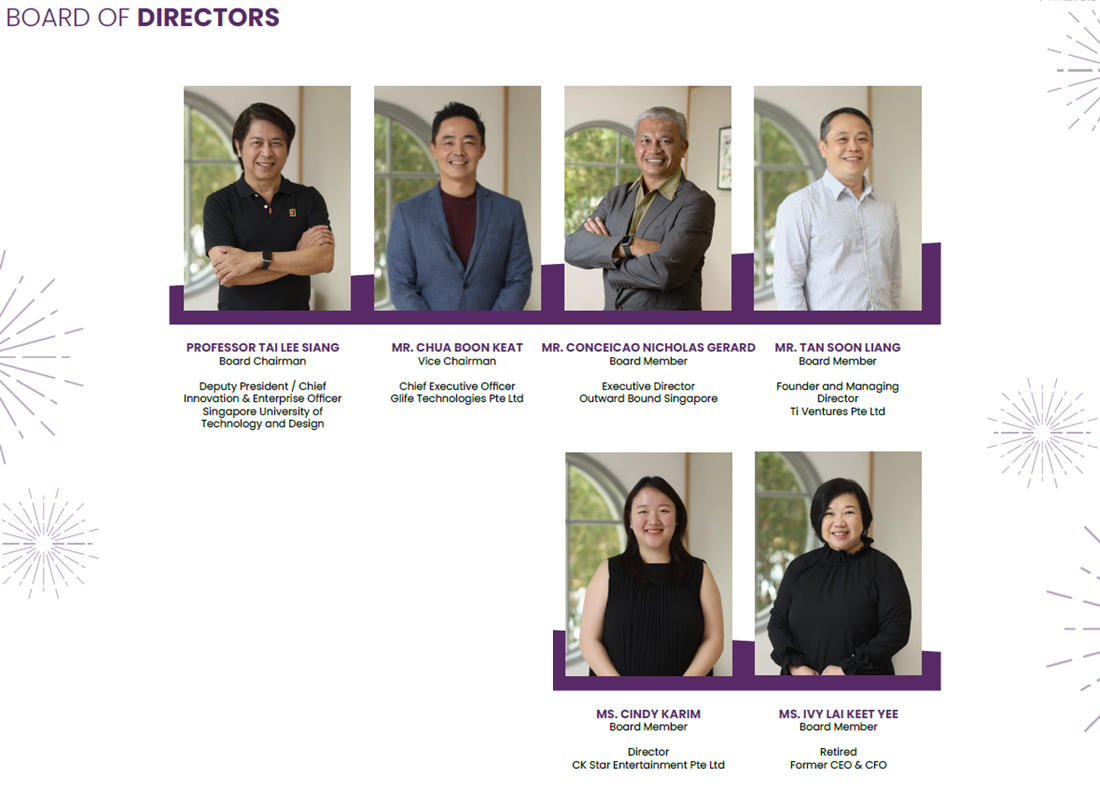 BOARD OF DIRECTORS
PROFESSOR TAI LEE SIANG
Board Chairman
Deputy President / Chief
Innovation & Enterprise Officer
Singapore University of
Technology and Design
MR. CHUA BOON KEAT
Vice Chairman
Chief Executive Officer
Glife Technologies Pte Ltd
MR. CONCEICAO NICHOLAS GERARD
Board Member
Executive Director
Outward Bound Singapore
MR. TAN SOON LIANG
Board Member
Founder and Managing
Director
Ti Ventures Pte Ltd
MS. CINDY KARIM
Board Member
Director
CK Star Entertainment Pte Ltd
MS. IVY LAI KEET YEE
Board Member
Retired
Former CEO & CFO